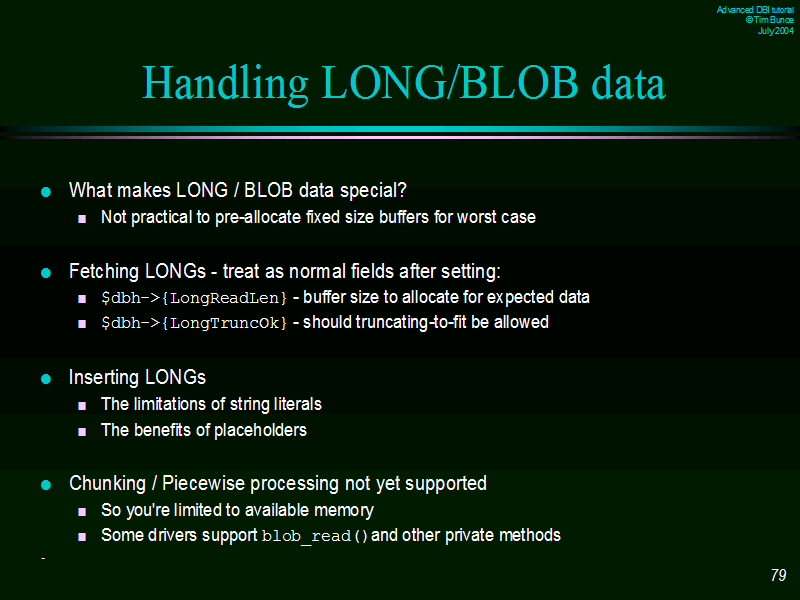 Advanced DBI tutorial
© Tim Bunce
July 2004
Handling LONG/BLOB data
What makes LONG / BLOB data special?
Not practical to pre-allocate fixed size buffers for worst case
Fetching LONGs - treat as normal fields after setting:
$dbh->{LongReadLen} - buffer size to allocate for expected data
$dbh->{LongTruncOk} - should truncating-to-fit be allowed
Inserting LONGs
The limitations of string literals
The benefits of placeholders
Chunking / Piecewise processing not yet supported
So you're limited to available memory
Some drivers support blob_read()and other private methods
-
79